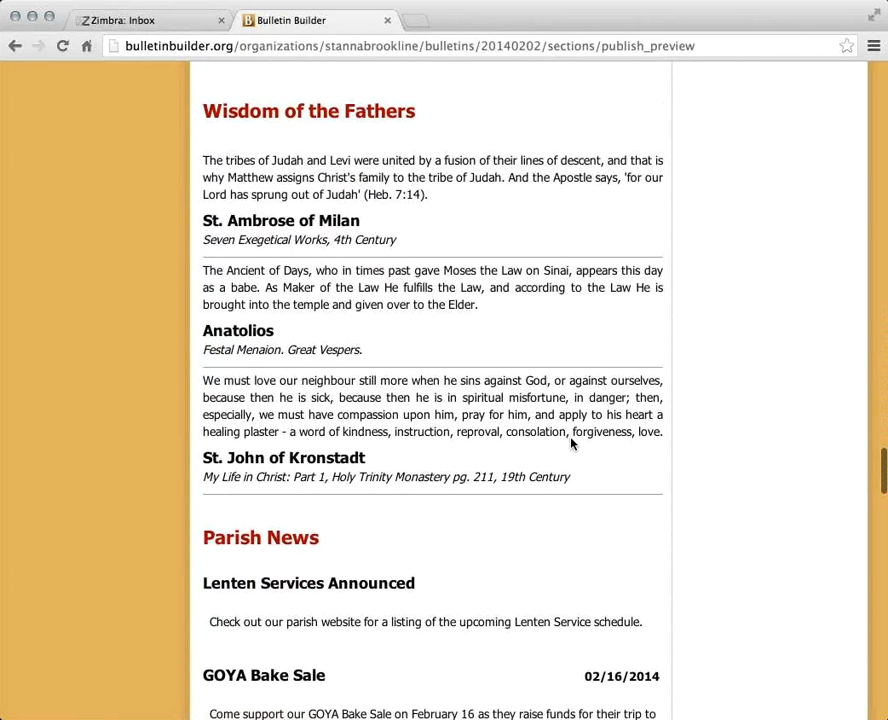 Zimbra: Inbox
Bulletin Builder
bulletinbuilder.org/organizations/stannabrookline/bulletins/20140202/sections/publish_preview
Wisdom of the Fathers
The tribes of Judah and Levi were united by a fusion of their lines of descent, and that is
why Matthew assigns Christ's family to the tribe of Judah. And the Apostle says, 'for our
Lord has sprung out of Judah' (Heb. 7:14).
St. Ambrose of Milan
Seven Exegetical Works, 4th Century
The Ancient of Days, who in times past gave Moses the Law on Sinai, appears this day
as a babe. As Maker of the Law He fulfills the Law, and according to the Law He is
brought into the temple and given over to the Elder.
Anatolios
Festal Menaion. Great Vespers.
We must love our neighbour still more when he sins against God, or against ourselves,
because then he is sick, because then he is in spiritual misfortune, in danger; then,
especially, we must have compassion upon him, pray for him, and apply to his heart a
healing plaster - a word of kindness, instruction, reproval, consolation, forgiveness, love.
St. John of Kronstadt
My Life in Christ: Part 1, Holy Trinity Monastery pg. 211, 19th Century
Parish News
Lenten Services Announced
Check out our parish website for a listing of the upcoming Lenten Service schedule.
GOYA Bake Sale 02/16/2014
Come support our GOYA Bake Sale on February 16 as they raise funds for their trip to